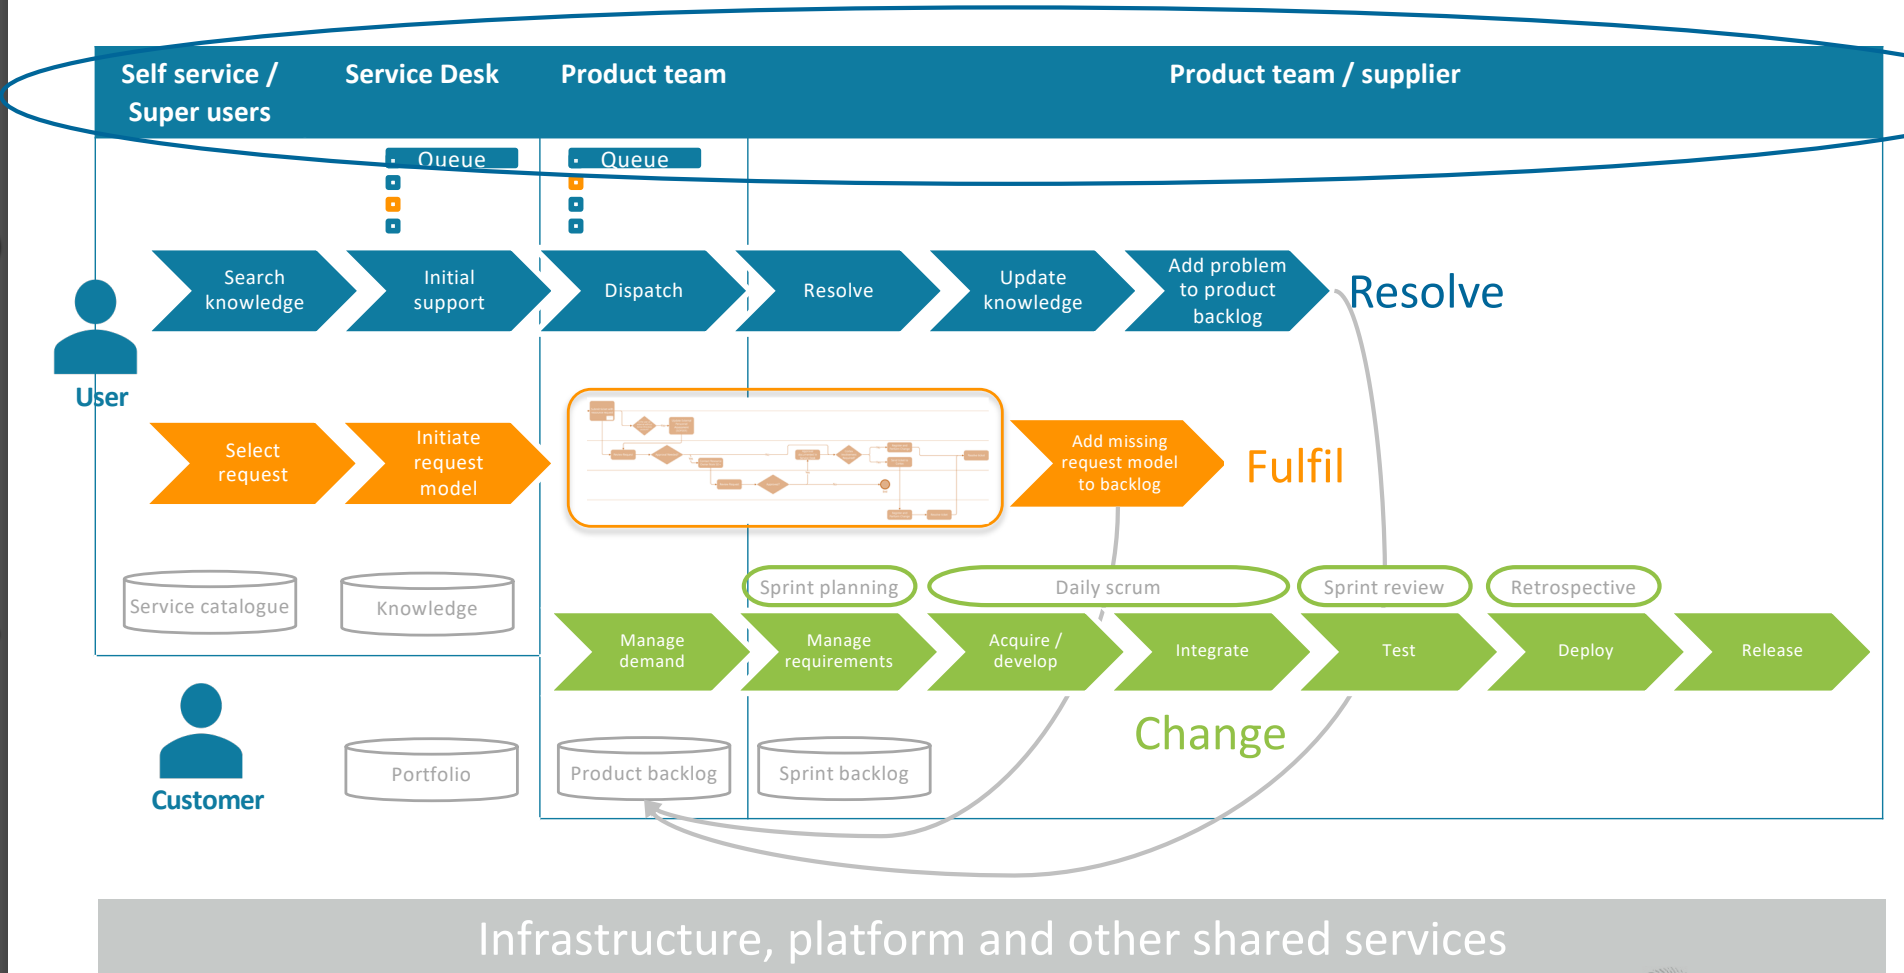 Self service /
Super users
Service Desk
Product team
Product team / supplier
Queue
Queue
Search
knowledge
Initial
support
Dispatch
Resolve
Update
knowledge
Add problem
to product
backlog
Resolve
User
Select
request
Initiate
request
model
Add missing
request model
to backlog
Fulfil
Service catalogue
Knowledge
Sprint planning
Daily scrum
Sprint review
Retrospective
Manage
demand
Manage
requirements
Acquire /
develop
Integrate
Test
Deploy
Release
Change
Customer
Portfolio
Product backlog
Sprint backlog
Infrastructure, platform and other shared services